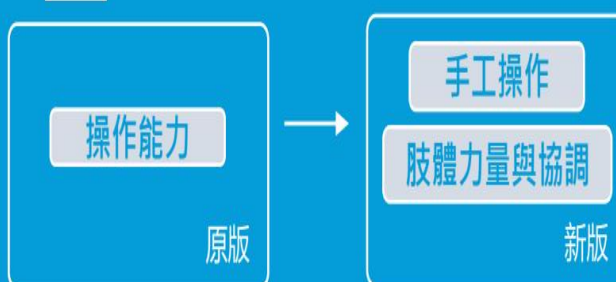 操作能力
原版
手工操作
肢體力量與協調
新版